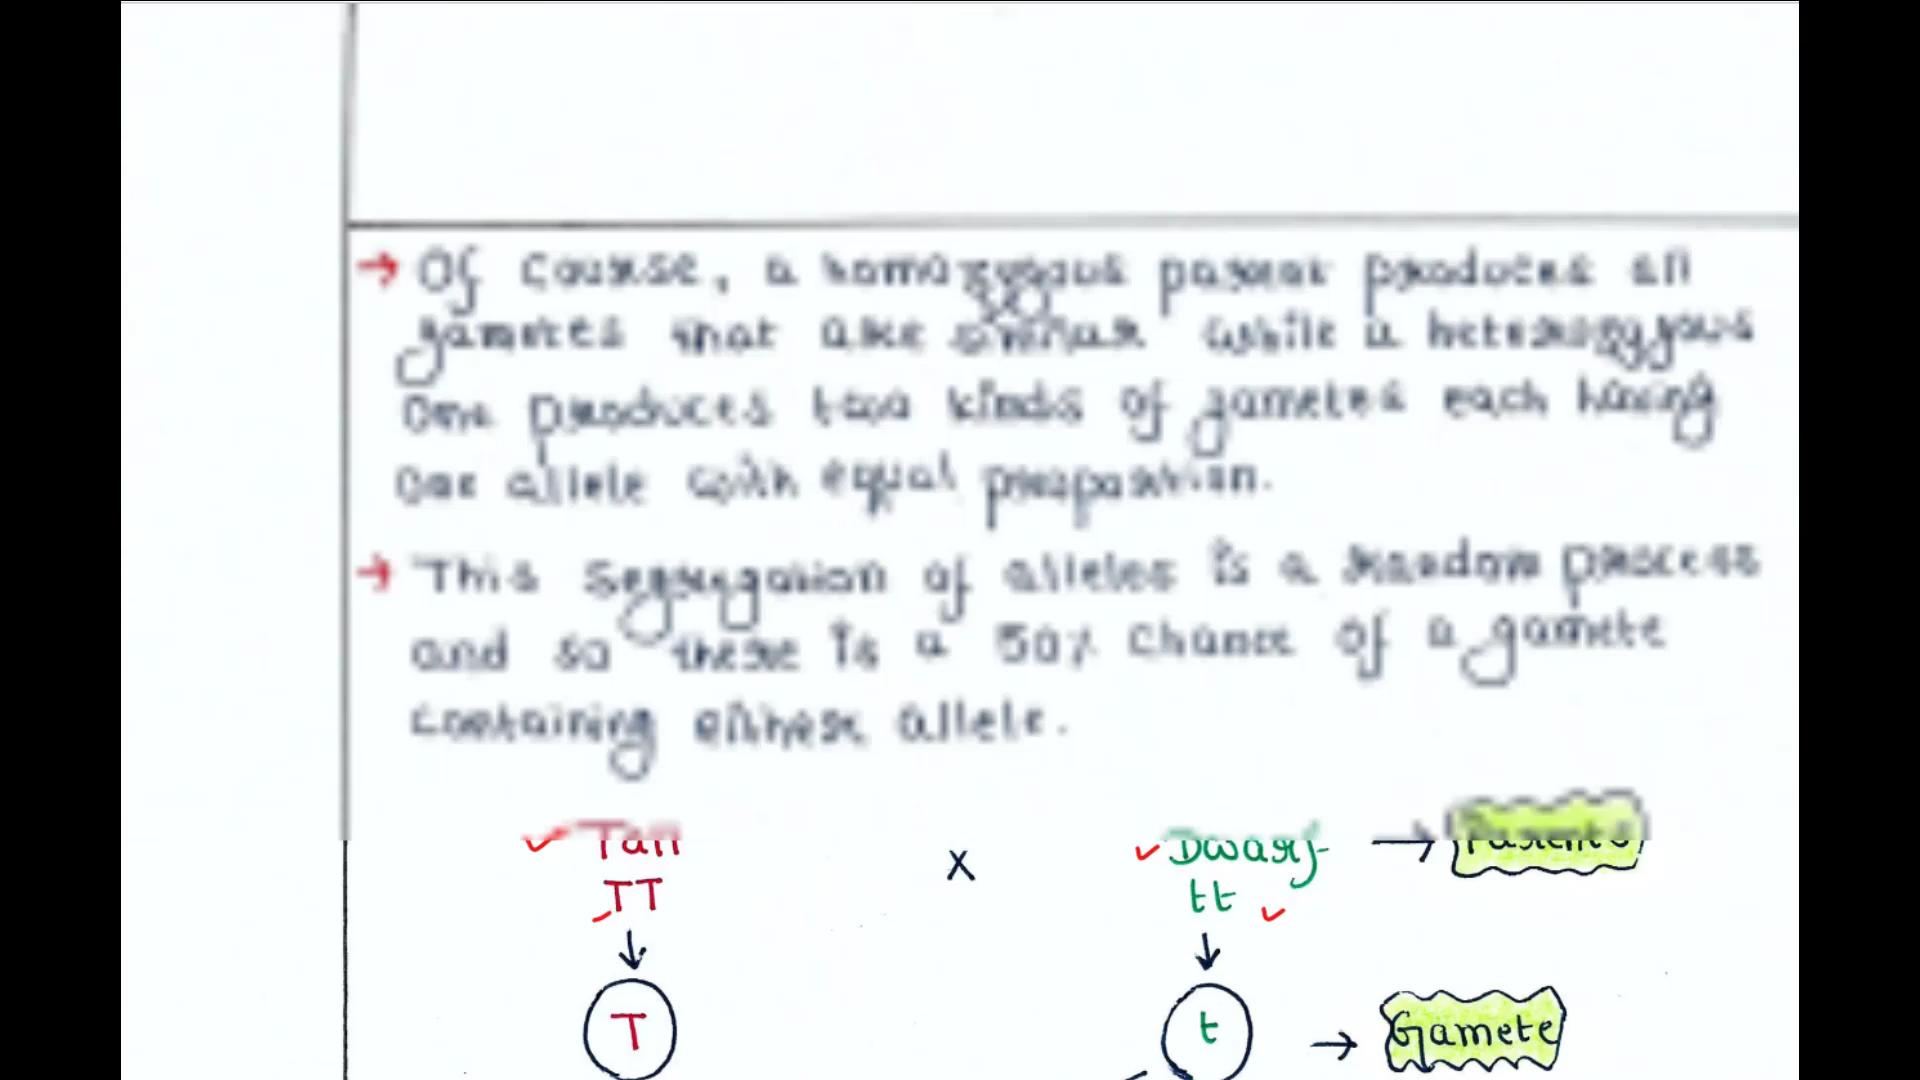 → Of course, a homozygous parent produces all
gametes that are similar while a heterozygous
one produces two kinds of gametes each having
one allele with equal proportion.
→ This segregation of alleles is a random process
and so there is a 50% chance of a gamete
containing either allele.
Tall X Dwarf → Parents
TT tt
T t → Gamete